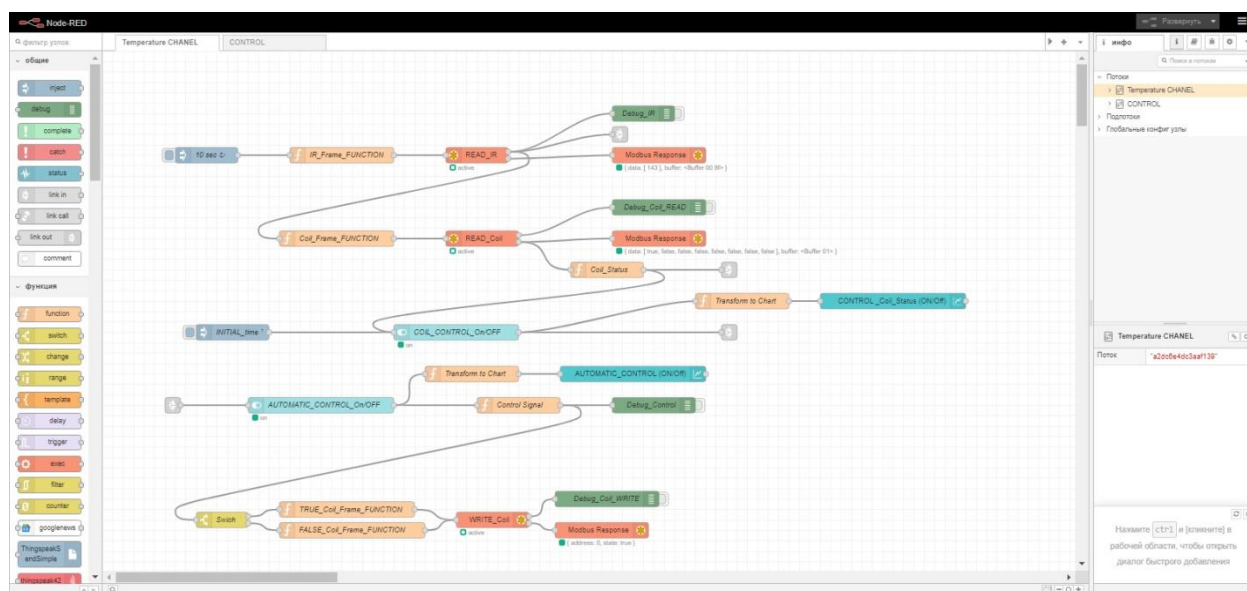 Node-RED
Развернуть
фильтр узлов
Temperature CHANEL
CONTROL
инфо
Поиск в потоках
общие
inject
debug
complete
catch
status
link in
link call
link out
comment
функция
function
switch
change
range
template
delay
trigger
exec
filter
counter
googlenews
ThingspeakS
endSimple
thingspeak42
Debug_IR
10 sec
IR_Frame_FUNCTION
READ_IR
active
Modbus Response
{ data: [ 143 ], buffer: <Buffer 00 8f> }
Debug_Coil_READ
Coil_Frame_FUNCTION
READ_Coil
active
Modbus Response
{ data: [ true, false, false, false, false, false, false, false ], buffer: <Buffer 01> }
Coil_Status
Transform to Chart
CONTROL_Coil_Status (ON/Off)
INITIAL_time
COIL_CONTROL_On/OFF
on
Transform to Chart
AUTOMATIC_CONTROL (ON/Off)
AUTOMATIC_CONTROL_On/OFF
on
Control Signal
Debug_Control
Swich
TRUE_Coil_Frame_FUNCTION
FALSE_Coil_Frame_FUNCTION
WRITE_Coil
active
Debug_Coil_WRITE
Modbus Response
{ address: 0, state: true }
Потоки
Temperature CHANEL
CONTROL
Подпотоки
Глобальные конфиг узлы
Temperature CHANEL
Поток
Нажмите ctrl и [кликните] в
рабочей области, чтобы открыть
диалог быстрого добавления